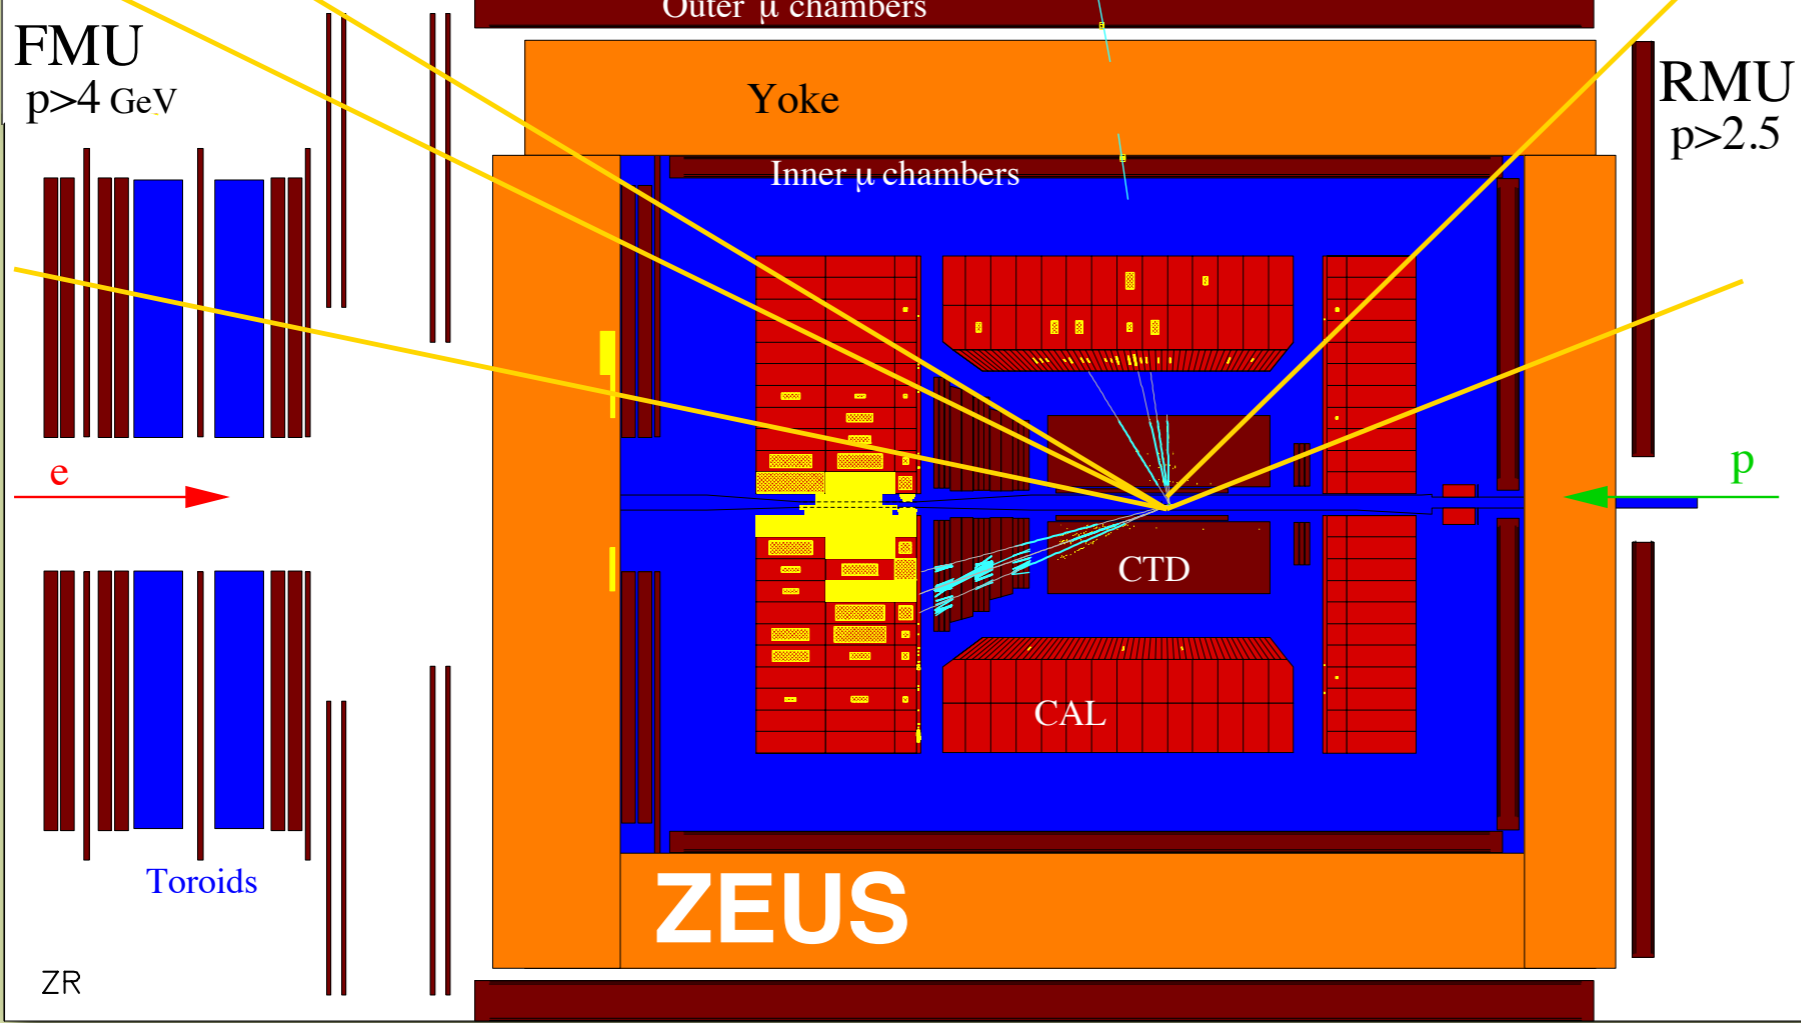 Outer μ chambers
FMU
p>4 GeV
Yoke
RMU
p>2.5
Inner μ chambers
e
p
CTD
CAL
Toroids
ZEUS
ZR